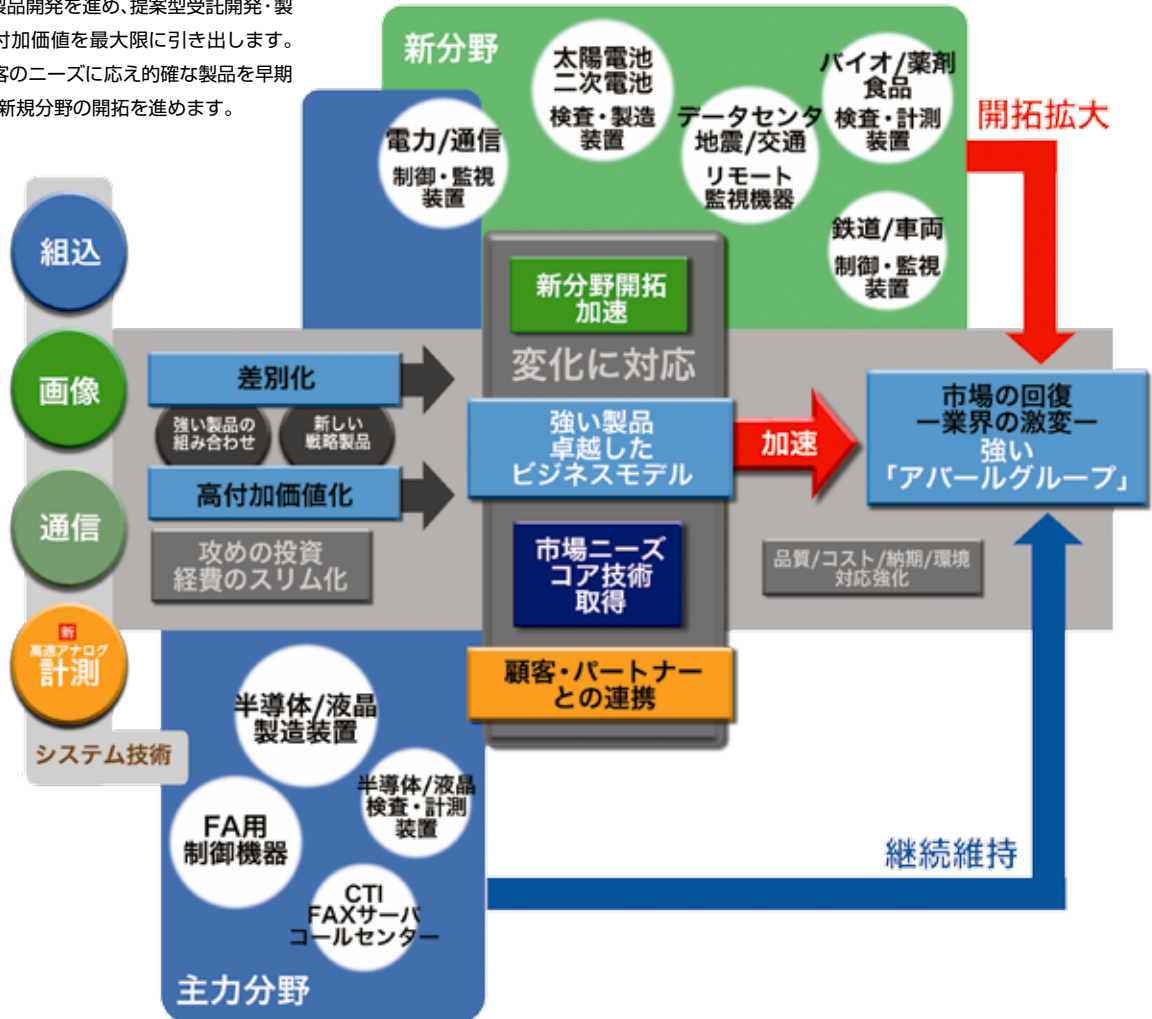 製品開発を進め、提案型受託開発・製
付加価値を最大限に引き出します。
客のニーズに応え的確な製品を早期
新規分野の開拓を進めます。
新分野
電力/通信
制御・監視
装置
太陽電池
二次電池
検査・製造
装置
データセンタ
地震/交通
リモート
監視機器
バイオ/薬剤
食品
検査・計測
装置
鉄道/車両
制御・監視
装置
開拓拡大
組込
画像
通信
新
高速アナログ
計測
システム技術
差別化
強い製品の
組み合わせ
新しい
戦略製品
高付加価値化
攻めの投資
経費のスリム化
新分野開拓
加速
変化に対応
強い製品
卓越した
ビジネスモデル
市場ニーズ
コア技術
取得
顧客・パートナー
との連携
加速
市場の回復
ー業界の激変ー
強い
「アバールグループ」
品質/コスト/納期/環境
対応強化
半導体/液晶
製造装置
半導体/液晶
検査・計測
装置
FA用
制御機器
CTI
FAXサーバ
コールセンター
主力分野
継続維持